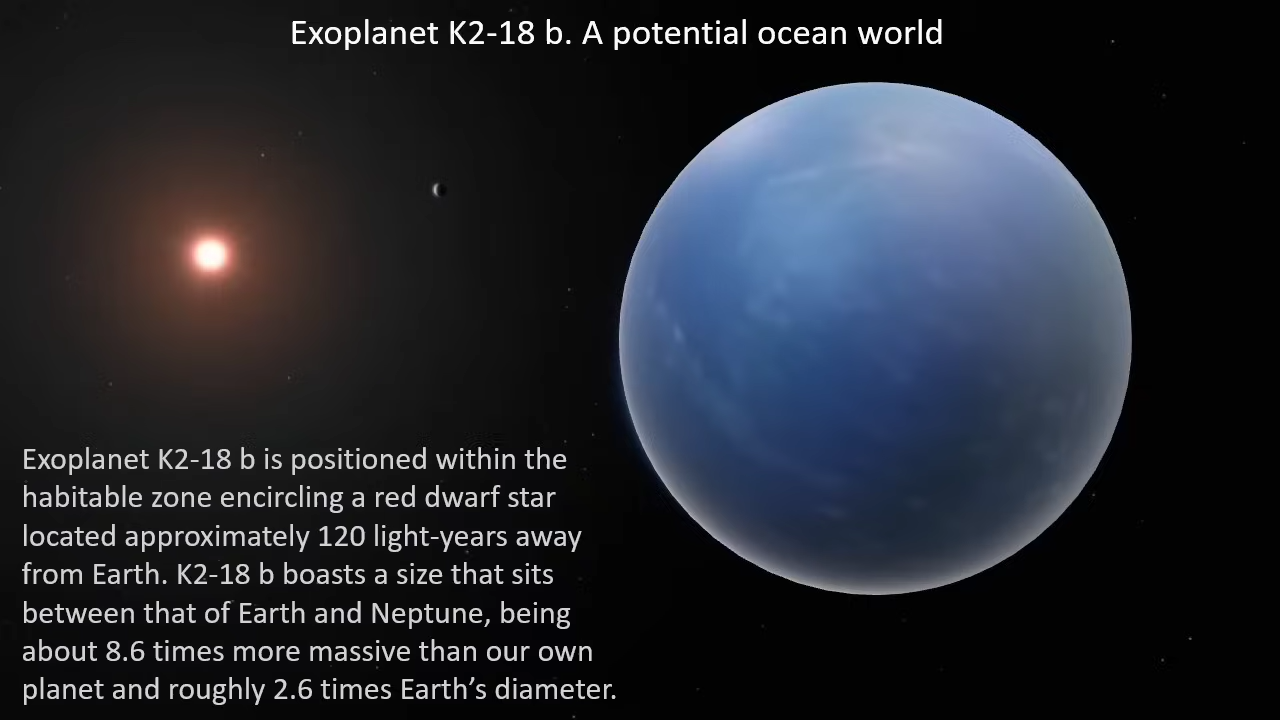 Exoplanet K2-18 b. A potential ocean world
Exoplanet K2-18 b is positioned within the
habitable zone encircling a red dwarf star
located approximately 120 light-years away
from Earth. K2-18 b boasts a size that sits
between that of Earth and Neptune, being
about 8.6 times more massive than our own
planet and roughly 2.6 times Earth’s diameter.